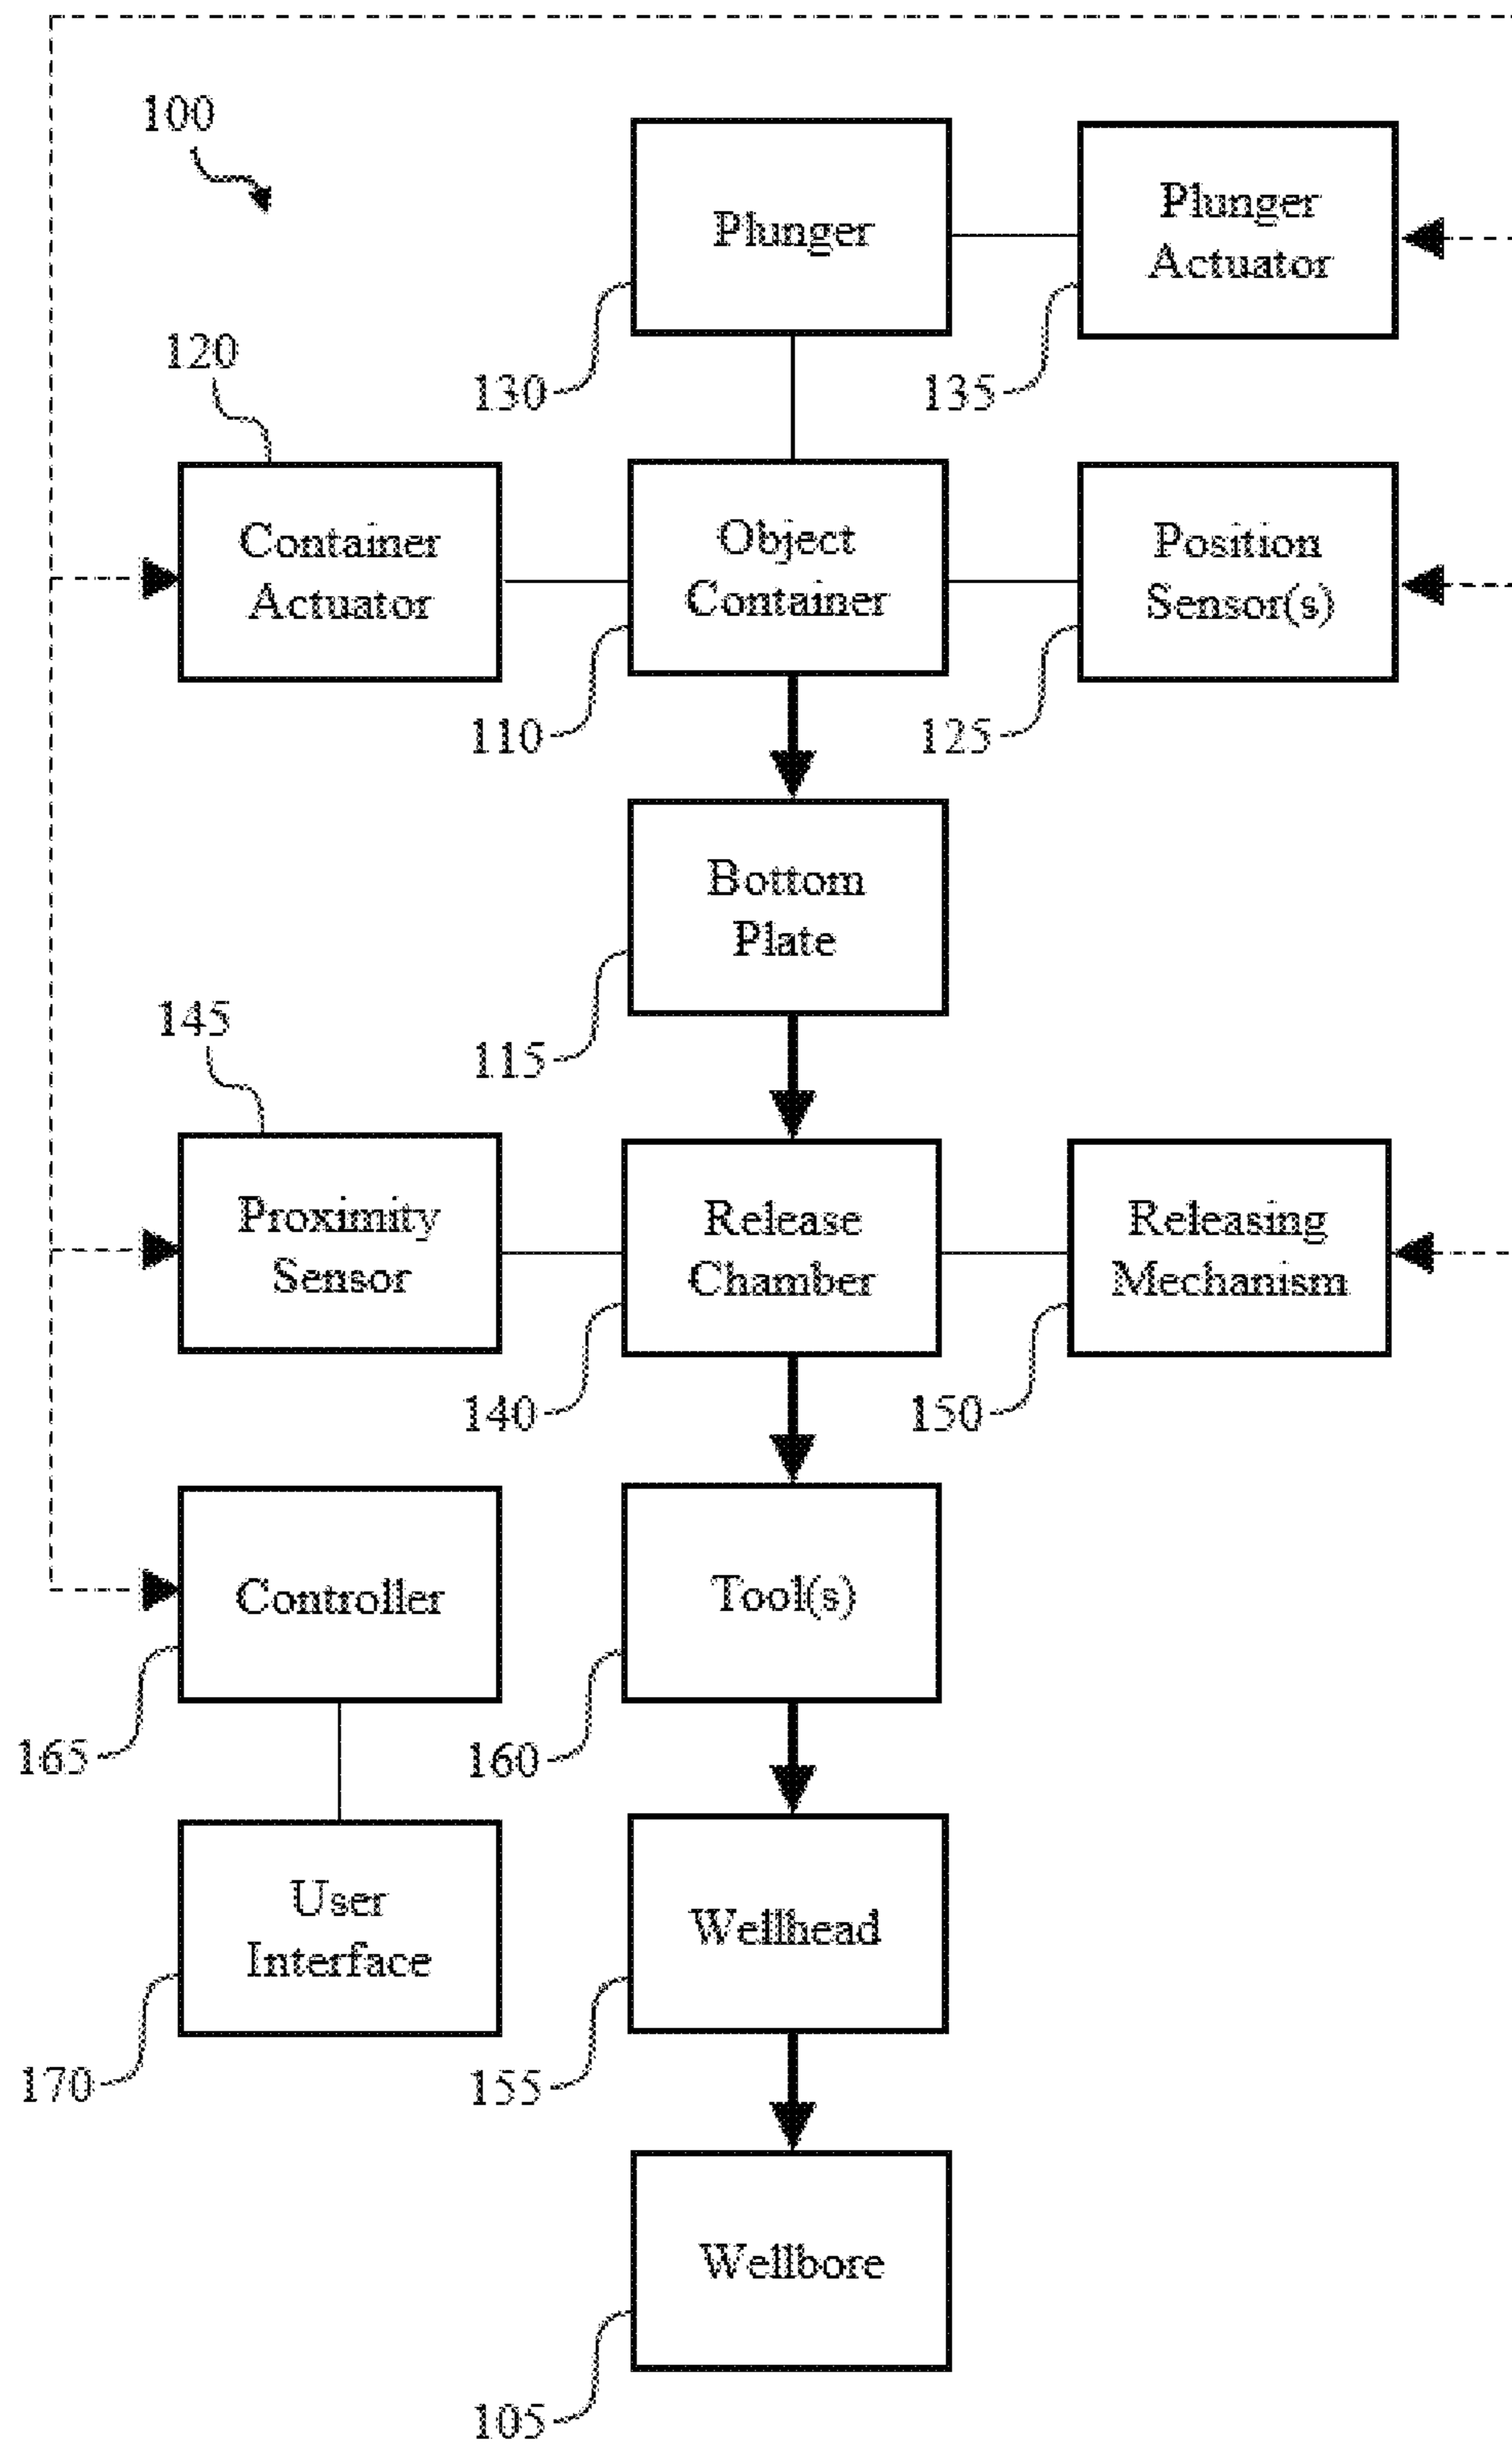 100
Plunger
Plunger
Actuator
130
135
120
Container
Actuator
Object
Container
Position
Sensor(s)
110
125
Bottom
Plate
115
145
Proximity
Sensor
Release
Chamber
Releasing
Mechanism
140
150
Controller
Tool(s)
165
160
User
Interface
Wellhead
170
155
Wellbore
105